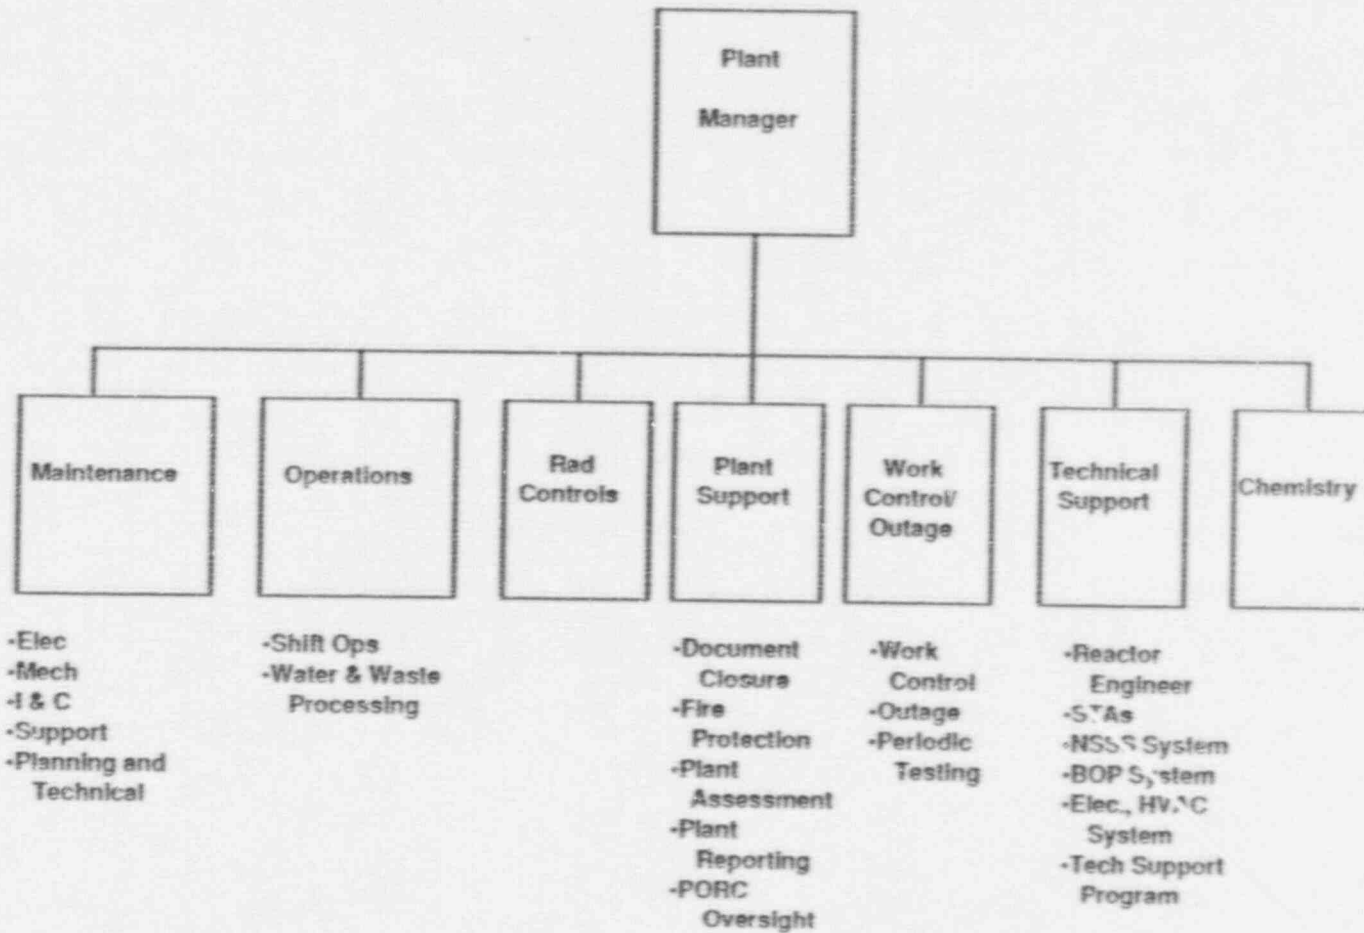 Plant
Manager
Maintenance
Operations
Rad
Controls
Plant
Support
Work
Control/
Outage
Technical
Support
Chemistry
-Elec
-Mech
-I & C
-Support
-Planning and
Technical
-Shift Ops
-Water & Waste
Processing
-Document
Closure
-Fire
Protection
-Plant
Assessment
-Plant
Reporting
-PORC
Oversight
-Work
Control
-Outage
-Periodic
Testing
-Reactor
Engineer
-STAs
-NSSS System
-BOP System
-Elec., HVAC
System
-Tech Support
Program